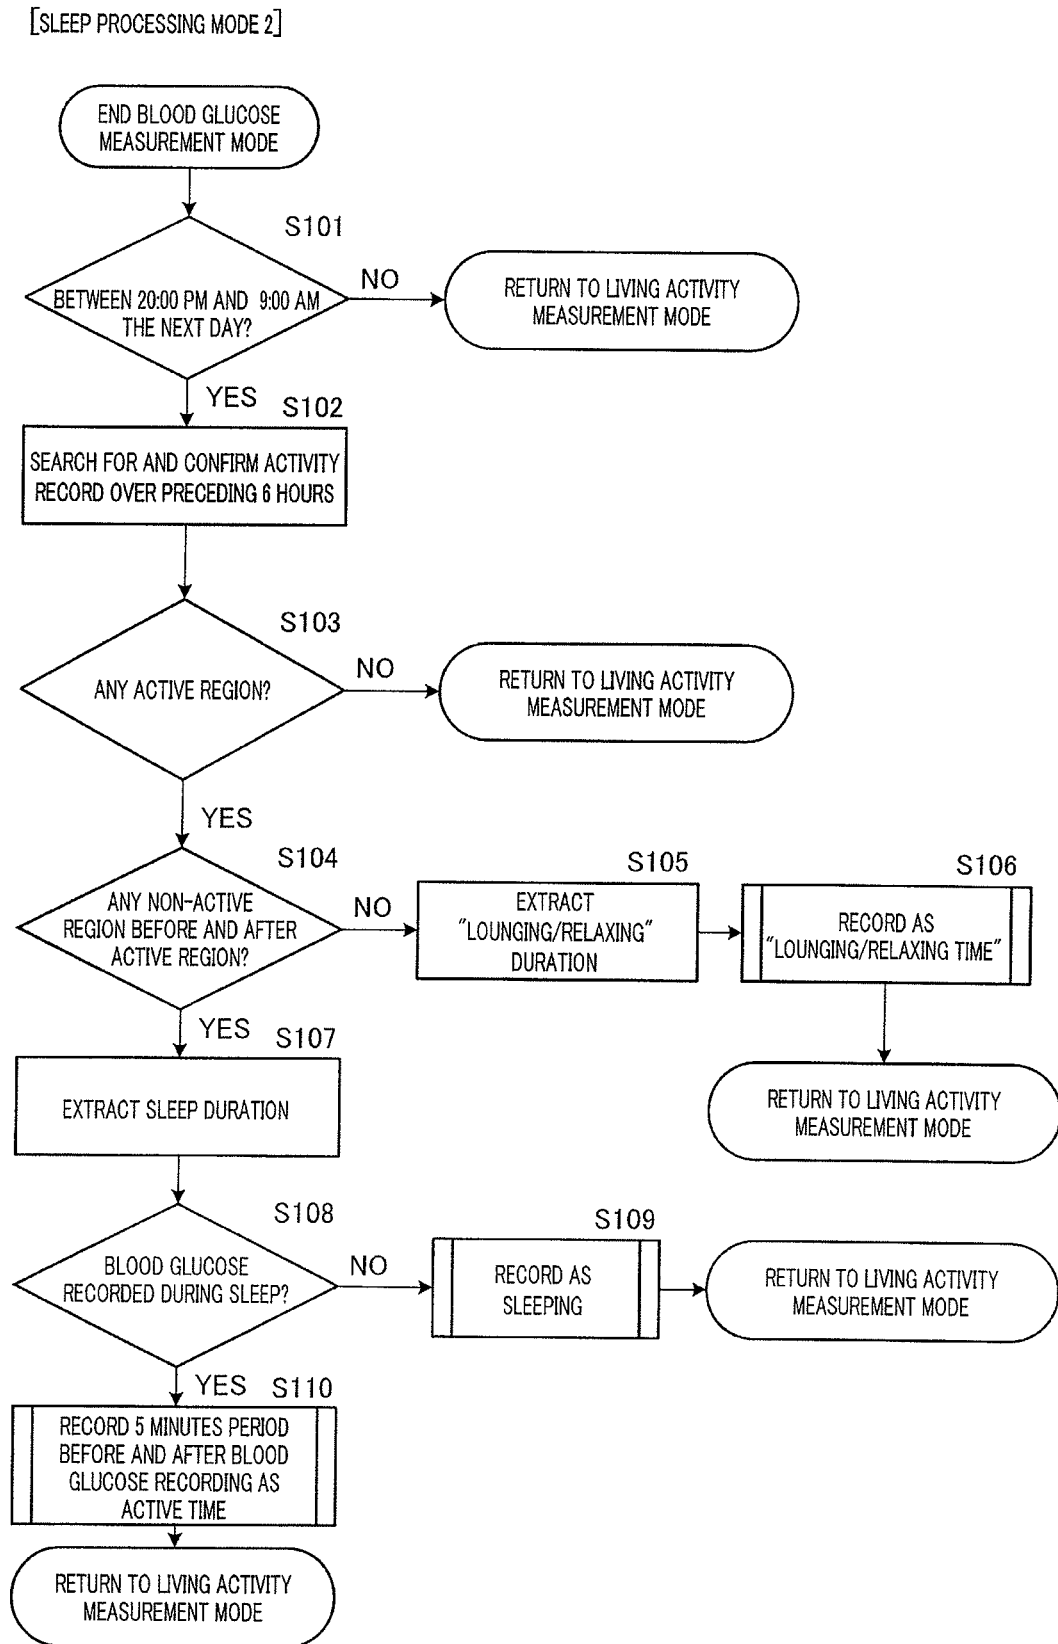 [SLEEP PROCESSING MODE 2]
END BLOOD GLUCOSE
MEASUREMENT MODE
S101
BETWEEN 20:00 PM AND 9:00 AM
THE NEXT DAY?
NO
RETURN TO LIVING ACTIVITY
MEASUREMENT MODE
YES
S102
SEARCH FOR AND CONFIRM ACTIVITY
RECORD OVER PRECEDING 6 HOURS
S103
ANY ACTIVE REGION?
NO
RETURN TO LIVING ACTIVITY
MEASUREMENT MODE
YES
S104
ANY NON-ACTIVE
REGION BEFORE AND AFTER
ACTIVE REGION?
NO
S105
EXTRACT
"LOUNGING/RELAXING"
DURATION
S106
RECORD AS
"LOUNGING/RELAXING TIME"
RETURN TO LIVING ACTIVITY
MEASUREMENT MODE
YES
S107
EXTRACT SLEEP DURATION
S108
BLOOD GLUCOSE
RECORDED DURING SLEEP?
NO
S109
RECORD AS
SLEEPING
RETURN TO LIVING ACTIVITY
MEASUREMENT MODE
YES
S110
RECORD 5 MINUTES PERIOD
BEFORE AND AFTER BLOOD
GLUCOSE RECORDING AS
ACTIVE TIME
RETURN TO LIVING ACTIVITY
MEASUREMENT MODE